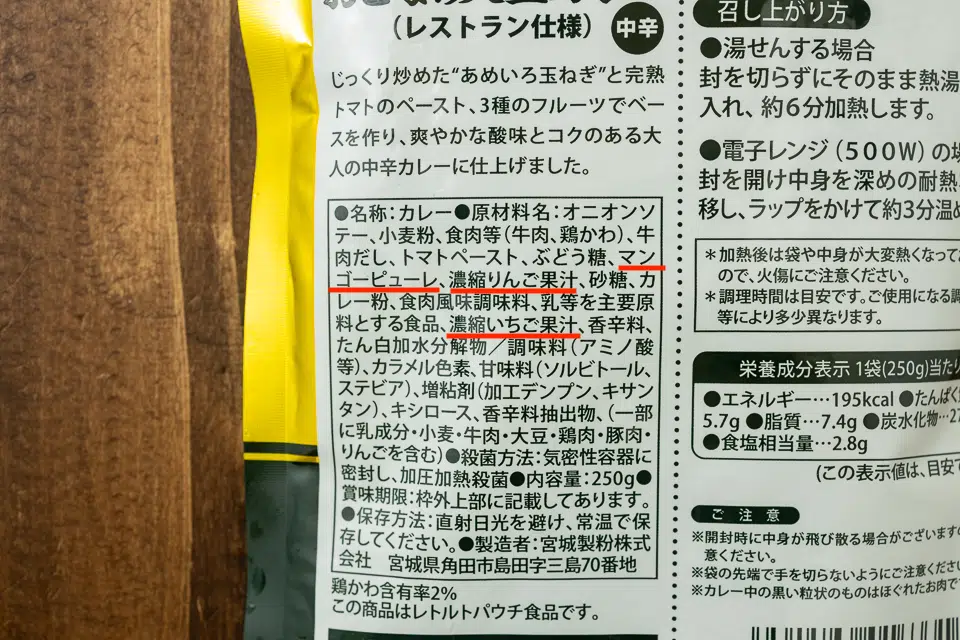 (レストラン仕様) 中辛
じっくり炒めた“あめいろ玉ねぎ”と完熟
トマトのペースト、3種のフルーツでベー
スを作り、爽やかな酸味とコクのある大
人の中辛カレーに仕上げました。
●名称:カレー●原材料名:オニオンソ
テー、小麦粉、食肉等(牛肉、鶏かわ)、牛
肉だし、トマトペースト、ぶどう糖、マン
ゴーピューレ、濃縮りんご果汁、砂糖、カ
レー粉、食肉風味調味料、乳等を主要原
料とする食品、濃縮いちご果汁、香辛料、
たん白加水分解物/調味料(アミノ酸
等)、カラメル色素、甘味料(ソルビトール、
ステビア)、増粘剤(加工デンプン、キサン
タン)、キシロース、香辛料抽出物、(一部
に乳成分・小麦・牛肉・大豆・鶏肉・豚肉・
りんごを含む)●殺菌方法:気密性容器に
密封し、加圧加熱殺菌●内容量:250g●
賞味期限:枠外上部に記載してあります。
●保存方法:直射日光を避け、常温で保
存してください。●製造者:宮城製粉株式
会社 宮城県角田市島田字三島70番地
鶏かわ含有率2%
この商品はレトルトパウチ食品です。
召し上がり方
●湯せんする場合
封を切らずにそのまま熱湯
入れ、約6分加熱します。
●電子レンジ(500W)の場
封を開け中身を深めの耐熱
移し、ラップをかけて約3分温め
*加熱後は袋や中身が大変熱くなって
ので、火傷にご注意ください。
*調理時間は目安です。ご使用になる調
等により多少異なります。
栄養成分表示 1袋(250g)当たり
●エネルギー…195kcal ●たんぱく
5.7g ●脂質…7.4g ●炭水化物…27
●食塩相当量…2.8g
(この表示値は、目安で
ご注意
※開封時に中身が飛び散る場合がございますの
意ください。
※袋の先端で手を切らないようにご注意ください
※カレー中の黒い粒状のものはほぐれたお肉で